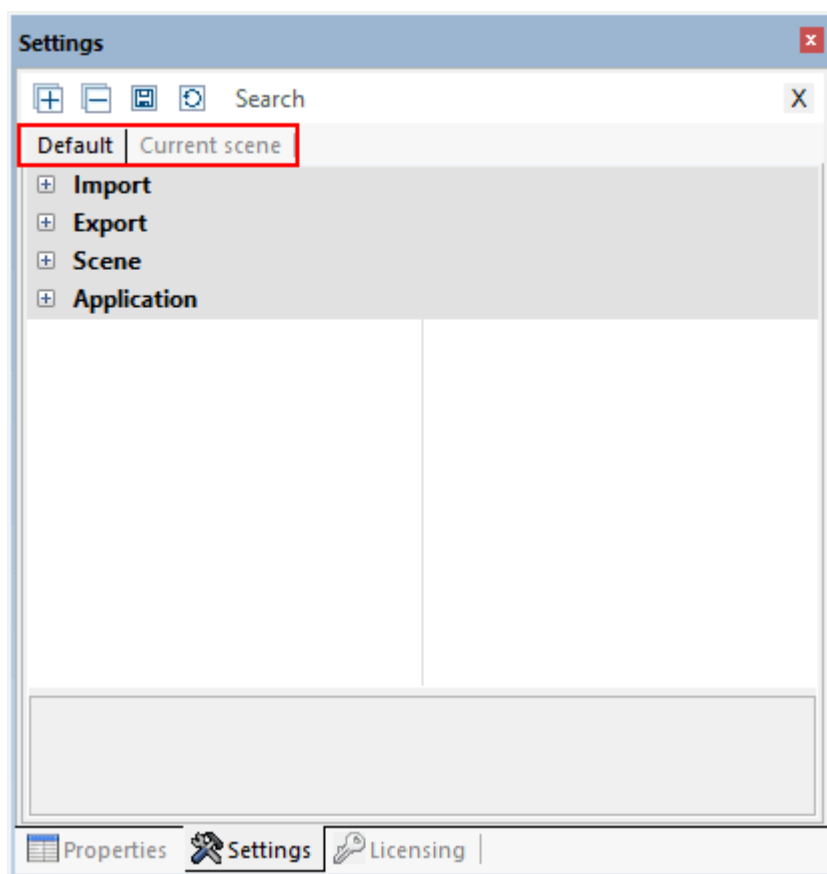 Settings
Search X
Default Current scene
Import
Export
Scene
Application
Properties Settings Licensing